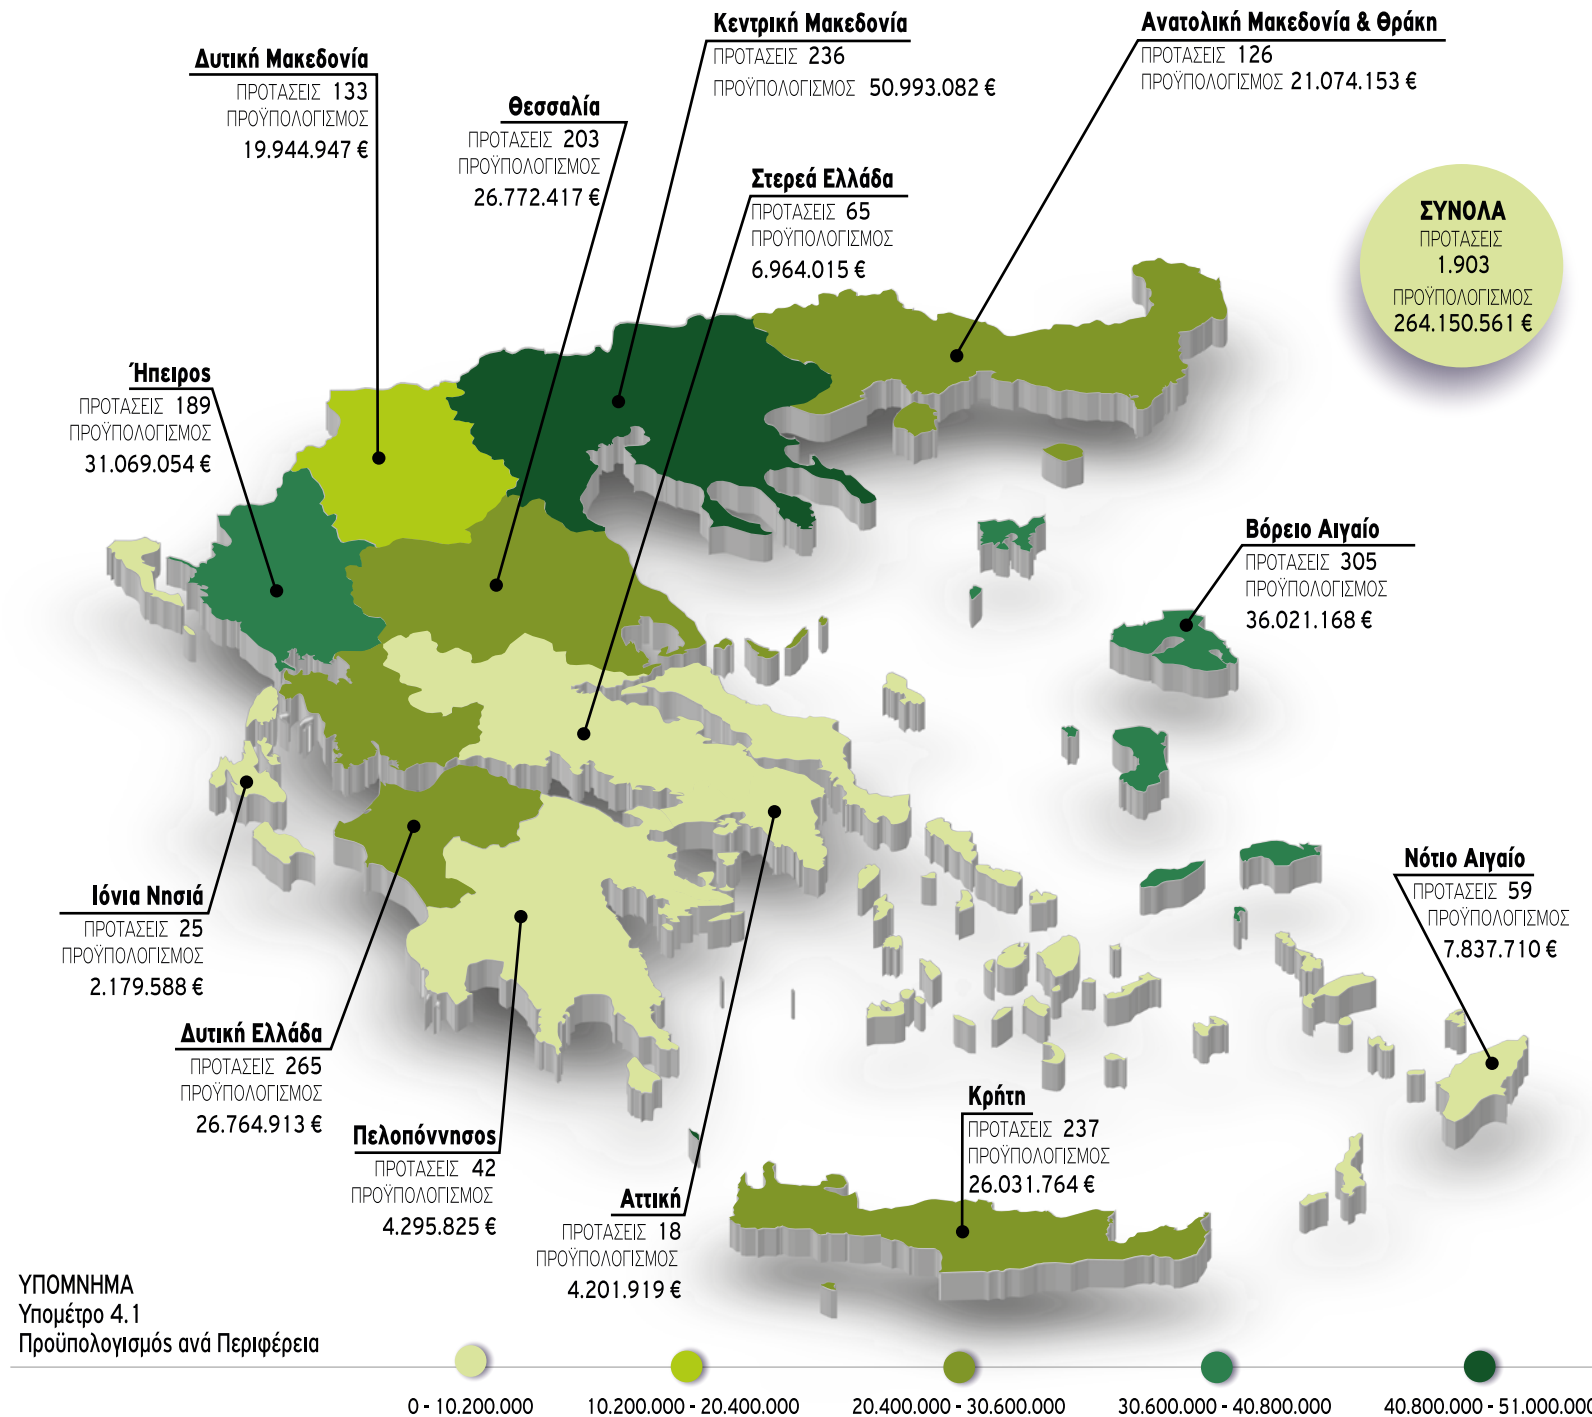 Κεντρική Μακεδονία
ΠΡΟΤΑΣΕΙΣ 236
ΠΡΟΫΠΟΛΟΓΙΣΜΟΣ 50.993.082 €
Ανατολική Μακεδονία & Θράκη
ΠΡΟΤΑΣΕΙΣ 126
ΠΡΟΫΠΟΛΟΓΙΣΜΟΣ 21.074.153 €
Δυτική Μακεδονία
ΠΡΟΤΑΣΕΙΣ 133
ΠΡΟΫΠΟΛΟΓΙΣΜΟΣ
19.944.947 €
Θεσσαλία
ΠΡΟΤΑΣΕΙΣ 203
ΠΡΟΫΠΟΛΟΓΙΣΜΟΣ
26.772.417 €
Στερεά Ελλάδα
ΠΡΟΤΑΣΕΙΣ 65
ΠΡΟΫΠΟΛΟΓΙΣΜΟΣ
6.964.015 €
ΣΥΝΟΛΑ
ΠΡΟΤΑΣΕΙΣ
1.903
ΠΡΟΫΠΟΛΟΓΙΣΜΟΣ
264.150.561 €
Ήπειρος
ΠΡΟΤΑΣΕΙΣ 189
ΠΡΟΫΠΟΛΟΓΙΣΜΟΣ
31.069.054 €
Βόρειο Αιγαίο
ΠΡΟΤΑΣΕΙΣ 305
ΠΡΟΫΠΟΛΟΓΙΣΜΟΣ
36.021.168 €
Νότιο Αιγαίο
ΠΡΟΤΑΣΕΙΣ 59
ΠΡΟΫΠΟΛΟΓΙΣΜΟΣ
7.837.710 €
Ιόνια Νησιά
ΠΡΟΤΑΣΕΙΣ 25
ΠΡΟΫΠΟΛΟΓΙΣΜΟΣ
2.179.588 €
Δυτική Ελλάδα
ΠΡΟΤΑΣΕΙΣ 265
ΠΡΟΫΠΟΛΟΓΙΣΜΟΣ
26.764.913 €
Πελοπόννησος
ΠΡΟΤΑΣΕΙΣ 42
ΠΡΟΫΠΟΛΟΓΙΣΜΟΣ
4.295.825 €
Αττική
ΠΡΟΤΑΣΕΙΣ 18
ΠΡΟΫΠΟΛΟΓΙΣΜΟΣ
4.201.919 €
Κρήτη
ΠΡΟΤΑΣΕΙΣ 237
ΠΡΟΫΠΟΛΟΓΙΣΜΟΣ
26.031.764 €
ΥΠΟΜΝΗΜΑ
Υπομέτρο 4.1
Προϋπολογισμός ανά Περιφέρεια
0 - 10.200.000
10.200.000 - 20.400.000
20.400.000 - 30.600.000
30.600.000 - 40.800.000
40.800.000 - 51.000.000